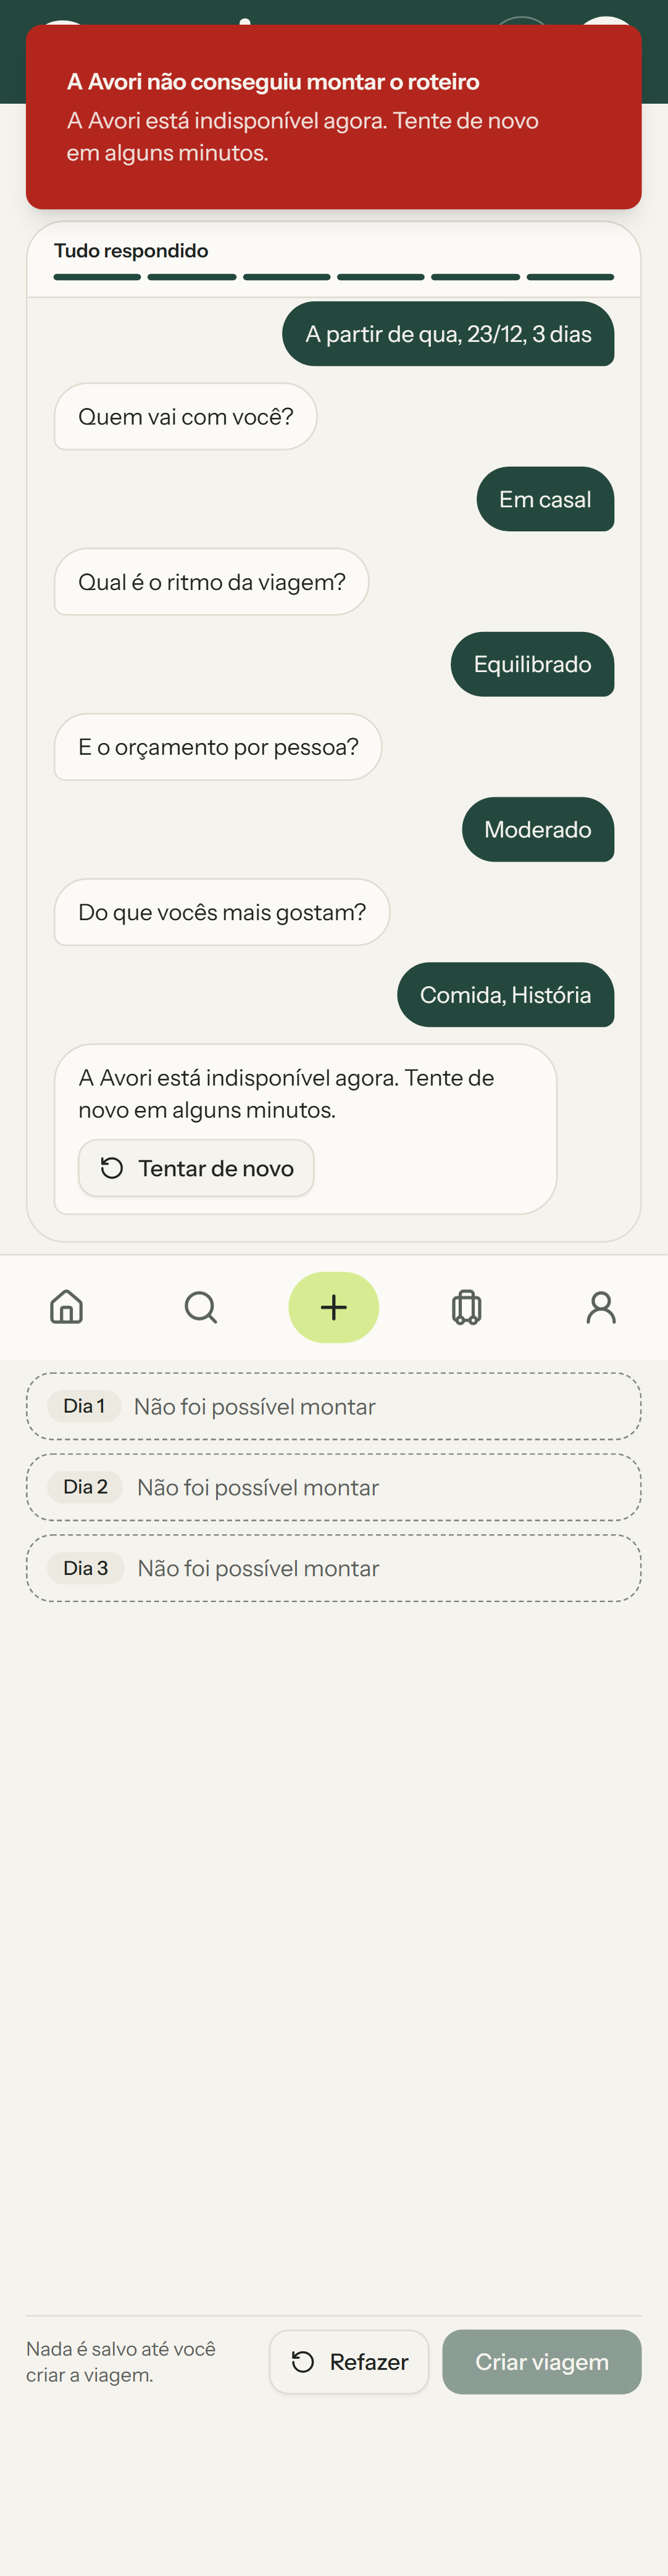 A Avori não conseguiu montar o roteiro
A Avori está indisponível agora. Tente de novo
em alguns minutos.
Tudo respondido
A partir de qua, 23/12, 3 dias
Quem vai com você?
Em casal
Qual é o ritmo da viagem?
Equilibrado
E o orçamento por pessoa?
Moderado
Do que vocês mais gostam?
Comida, História
A Avori está indisponível agora. Tente de
novo em alguns minutos.
Tentar de novo
Dia 1 Não foi possível montar
Dia 2 Não foi possível montar
Dia 3 Não foi possível montar
Nada é salvo até você
criar a viagem.
Refazer
Criar viagem